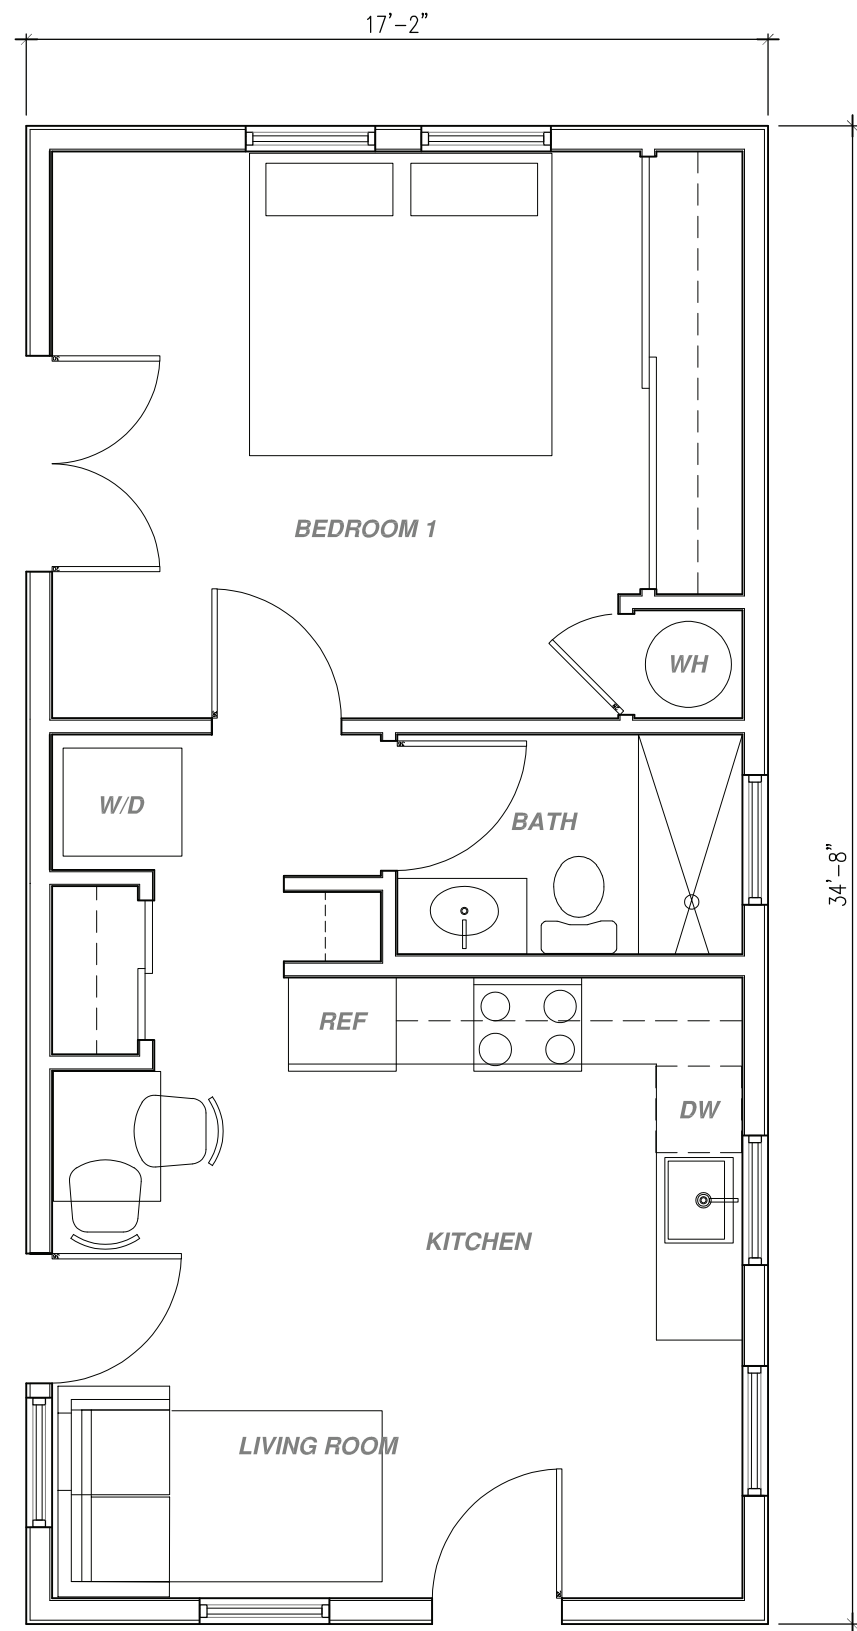 17'-2"
BEDROOM 1
WH
W/D
BATH
34'-8"
REF
DW
KITCHEN
LIVING ROOM